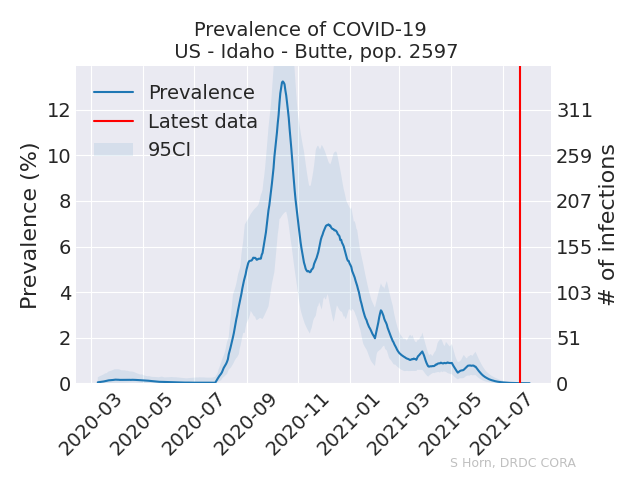 Prevalence of COVID-19
US - Idaho - Butte, pop. 2597
Prevalence
Latest data
95CI
Prevalence (%)
12
10
8
6
4
2
0
311
259
207
155
103
51
0
# of infections
2020-03
2020-05
2020-07
2020-09
2020-11
2021-01
2021-03
2021-05
2021-07
S Horn, DRDC CORA